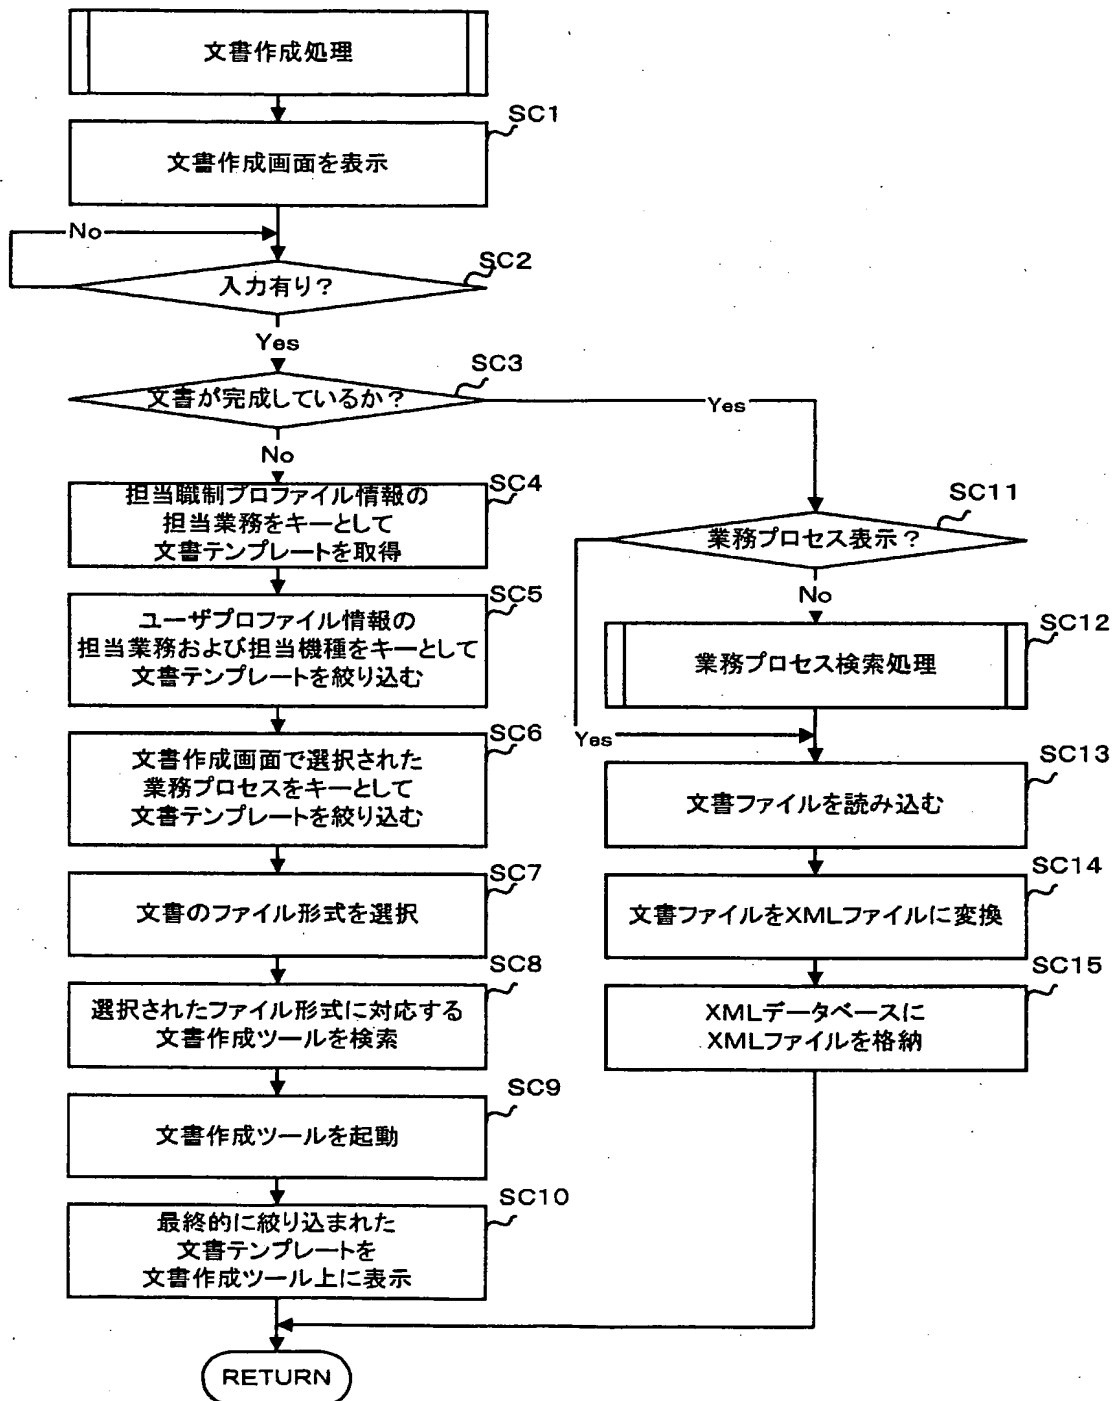 文書作成処理
SC1
文書作成画面を表示
No
SC2
入力有り？
Yes
SC3
文書が完成しているか？
Yes
No
SC4
担当職制プロファイル情報の
担当業務をキーとして
文書テンプレートを取得
SC5
ユーザプロファイル情報の
担当業務および担当機種をキーとして
文書テンプレートを絞り込む
SC6
文書作成画面で選択された
業務プロセスをキーとして
文書テンプレートを絞り込む
SC7
文書のファイル形式を選択
SC8
選択されたファイル形式に対応する
文書作成ツールを検索
SC9
文書作成ツールを起動
SC10
最終的に絞り込まれた
文書テンプレートを
文書作成ツール上に表示
SC11
業務プロセス表示？
No
SC12
業務プロセス検索処理
Yes
SC13
文書ファイルを読み込む
SC14
文書ファイルをXMLファイルに変換
SC15
XMLデータベースに
XMLファイルを格納
RETURN